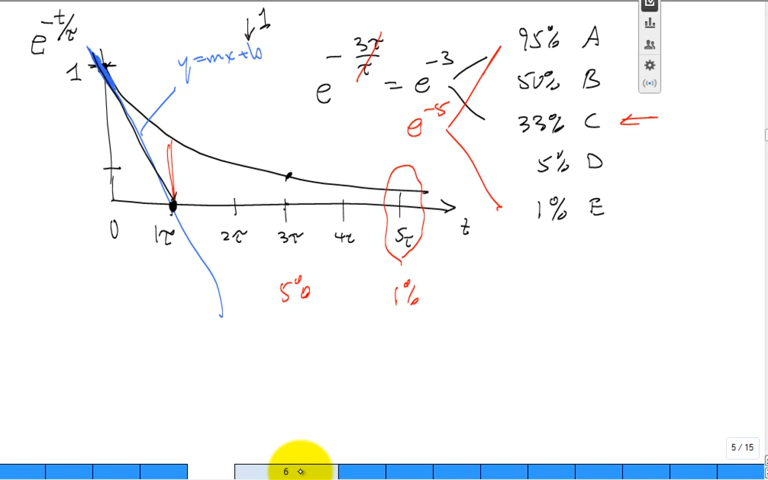 e^{-t/τ}
1
y=mx+b
1
e^{-3τ/τ} = e^{-3}
e^{-5}
95% A
50% B
33% C
5% D
1% E
0 1τ 2τ 3τ 4τ 5τ t
5% 1%
5 / 15
6